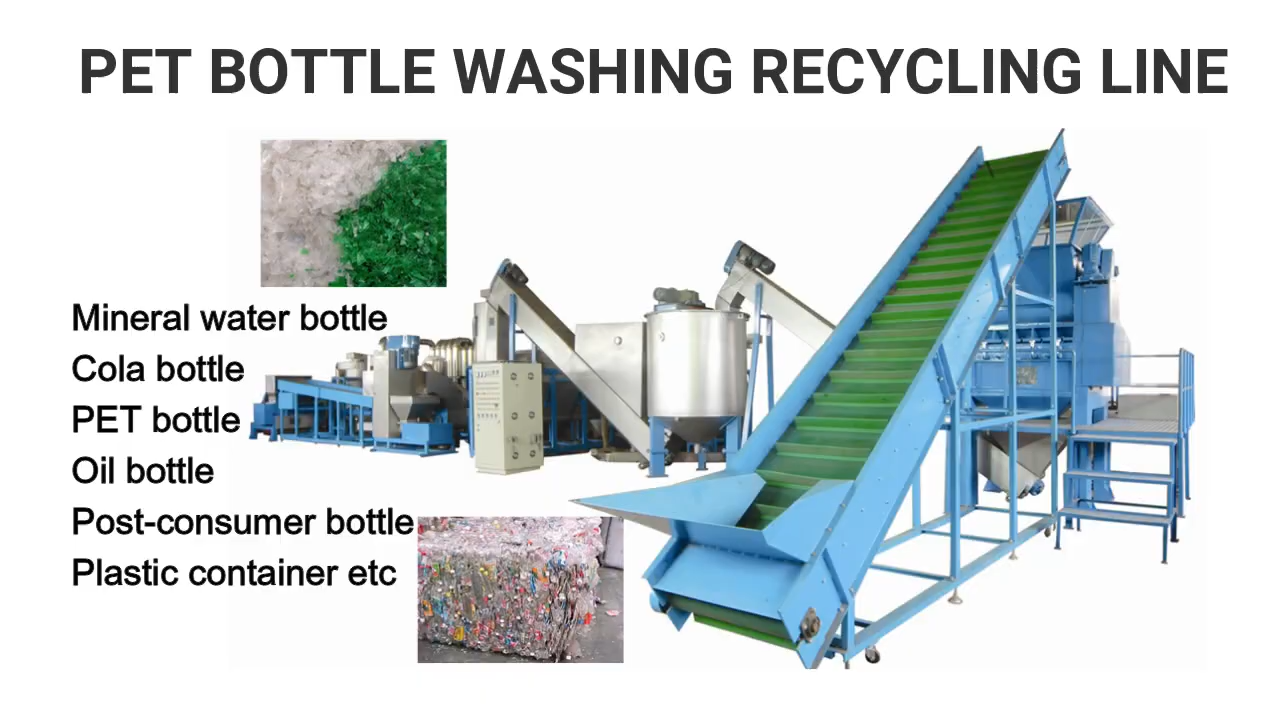 PET BOTTLE WASHING RECYCLING LINE
Mineral water bottle
Cola bottle
PET bottle
Oil bottle
Post-consumer bottle
Plastic container etc